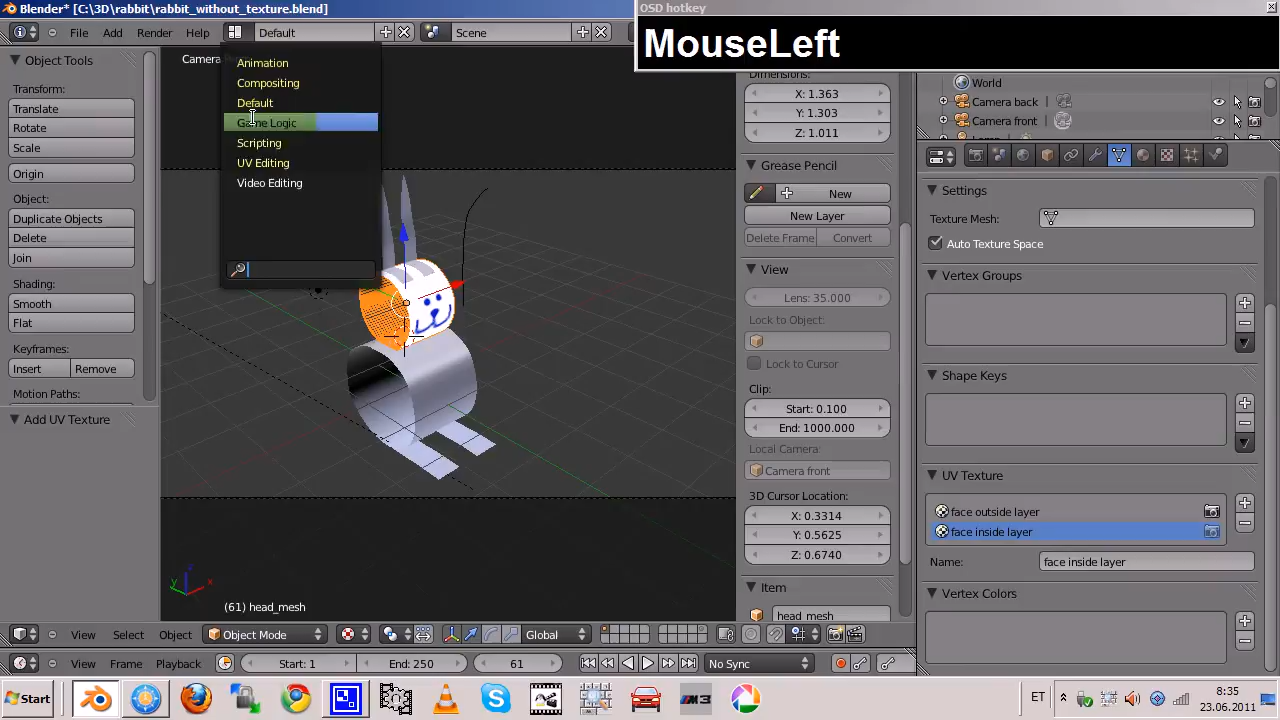 Blender* [C:\3D\rabbit\rabbit_without_texture.blend]
OSD hotkey
MouseLeft
File Add Render Help Default Scene
Object Tools
Transform:
Translate
Rotate
Scale
Origin
Object:
Duplicate Objects
Delete
Join
Shading:
Smooth
Flat
Keyframes:
Insert Remove
Motion Paths:
Add UV Texture
Animation
Compositing
Default
Game Logic
Scripting
UV Editing
Video Editing
(61) head_mesh
Dimensions:
X: 1.363
Y: 1.303
Z: 1.011
Grease Pencil
New
New Layer
Delete Frame Convert
View
Lens: 35.000
Lock to Object:
Lock to Cursor
Clip:
Start: 0.100
End: 1000.000
Local Camera:
Camera front
3D Cursor Location:
X: 0.3314
Y: 0.5625
Z: 0.6740
Item
head_mesh
World
Camera back
Camera front
Settings
Texture Mesh:
Auto Texture Space
Vertex Groups
Shape Keys
UV Texture
face outside layer
face inside layer
Name: face inside layer
Vertex Colors
View Select Object Object Mode Global
View Frame Playback Start: 1 End: 250 61 No Sync
Start ET 8:35
23.06.2011